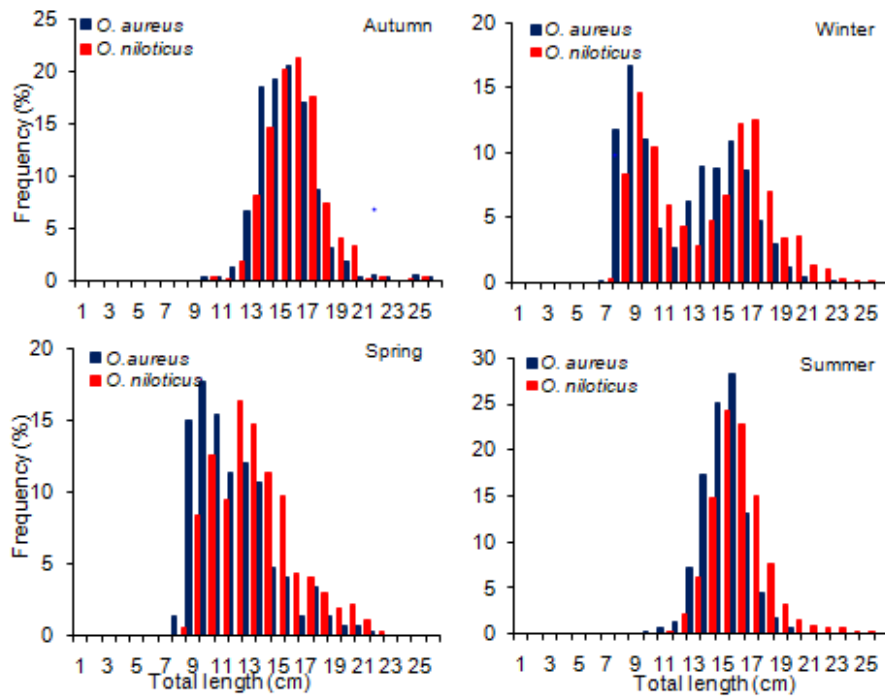 Autumn
O. aureus
O. niloticus
Frequency (%)
25
20
15
10
5
0
1 3 5 7 9 11 13 15 17 19 21 23 25
Winter
O. aureus
O. niloticus
20
15
10
5
0
1 3 5 7 9 11 13 15 17 19 21 23 25
Spring
O.aureus
O. niloticus
Frequency (%)
20
15
10
5
0
1 3 5 7 9 11 13 15 17 19 21 23 25
Total length (cm)
Summer
O. aureus
O. niloticus
30
25
20
15
10
5
0
1 3 5 7 9 11 13 15 17 19 21 23 25
Total length (cm)